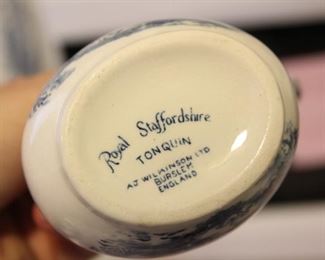 Royal Staffordshire
TONQUIN
A.J. WILKINSON LTD
BURSLEM
ENGLAND